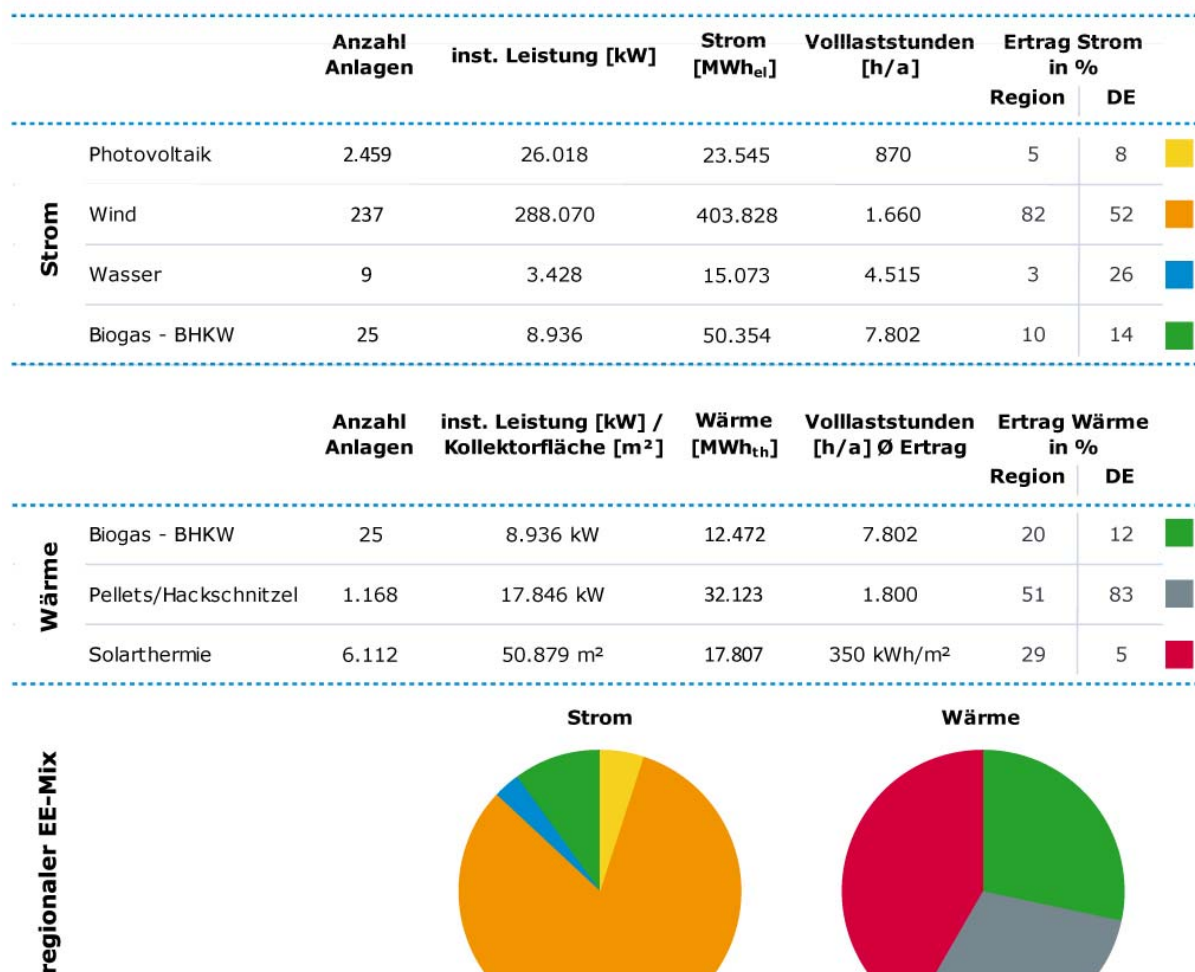 Anzahl Anlagen inst. Leistung [kW] Strom [MWhel] Volllaststunden [h/a] Ertrag Strom in %
Region DE
Strom
Photovoltaik 2.459 26.018 23.545 870 5 8
Wind 237 288.070 403.828 1.660 82 52
Wasser 9 3.428 15.073 4.515 3 26
Biogas - BHKW 25 8.936 50.354 7.802 10 14
Anzahl Anlagen inst. Leistung [kW] / Kollektorfläche [m²] Wärme [MWhth] Volllaststunden [h/a] Ø Ertrag Ertrag Wärme in %
Region DE
Wärme
Biogas - BHKW 25 8.936 kW 12.472 7.802 20 12
Pellets/Hackschnitzel 1.168 17.846 kW 32.123 1.800 51 83
Solarthermie 6.112 50.879 m² 17.807 350 kWh/m² 29 5
regionaler EE-Mix
Strom Wärme